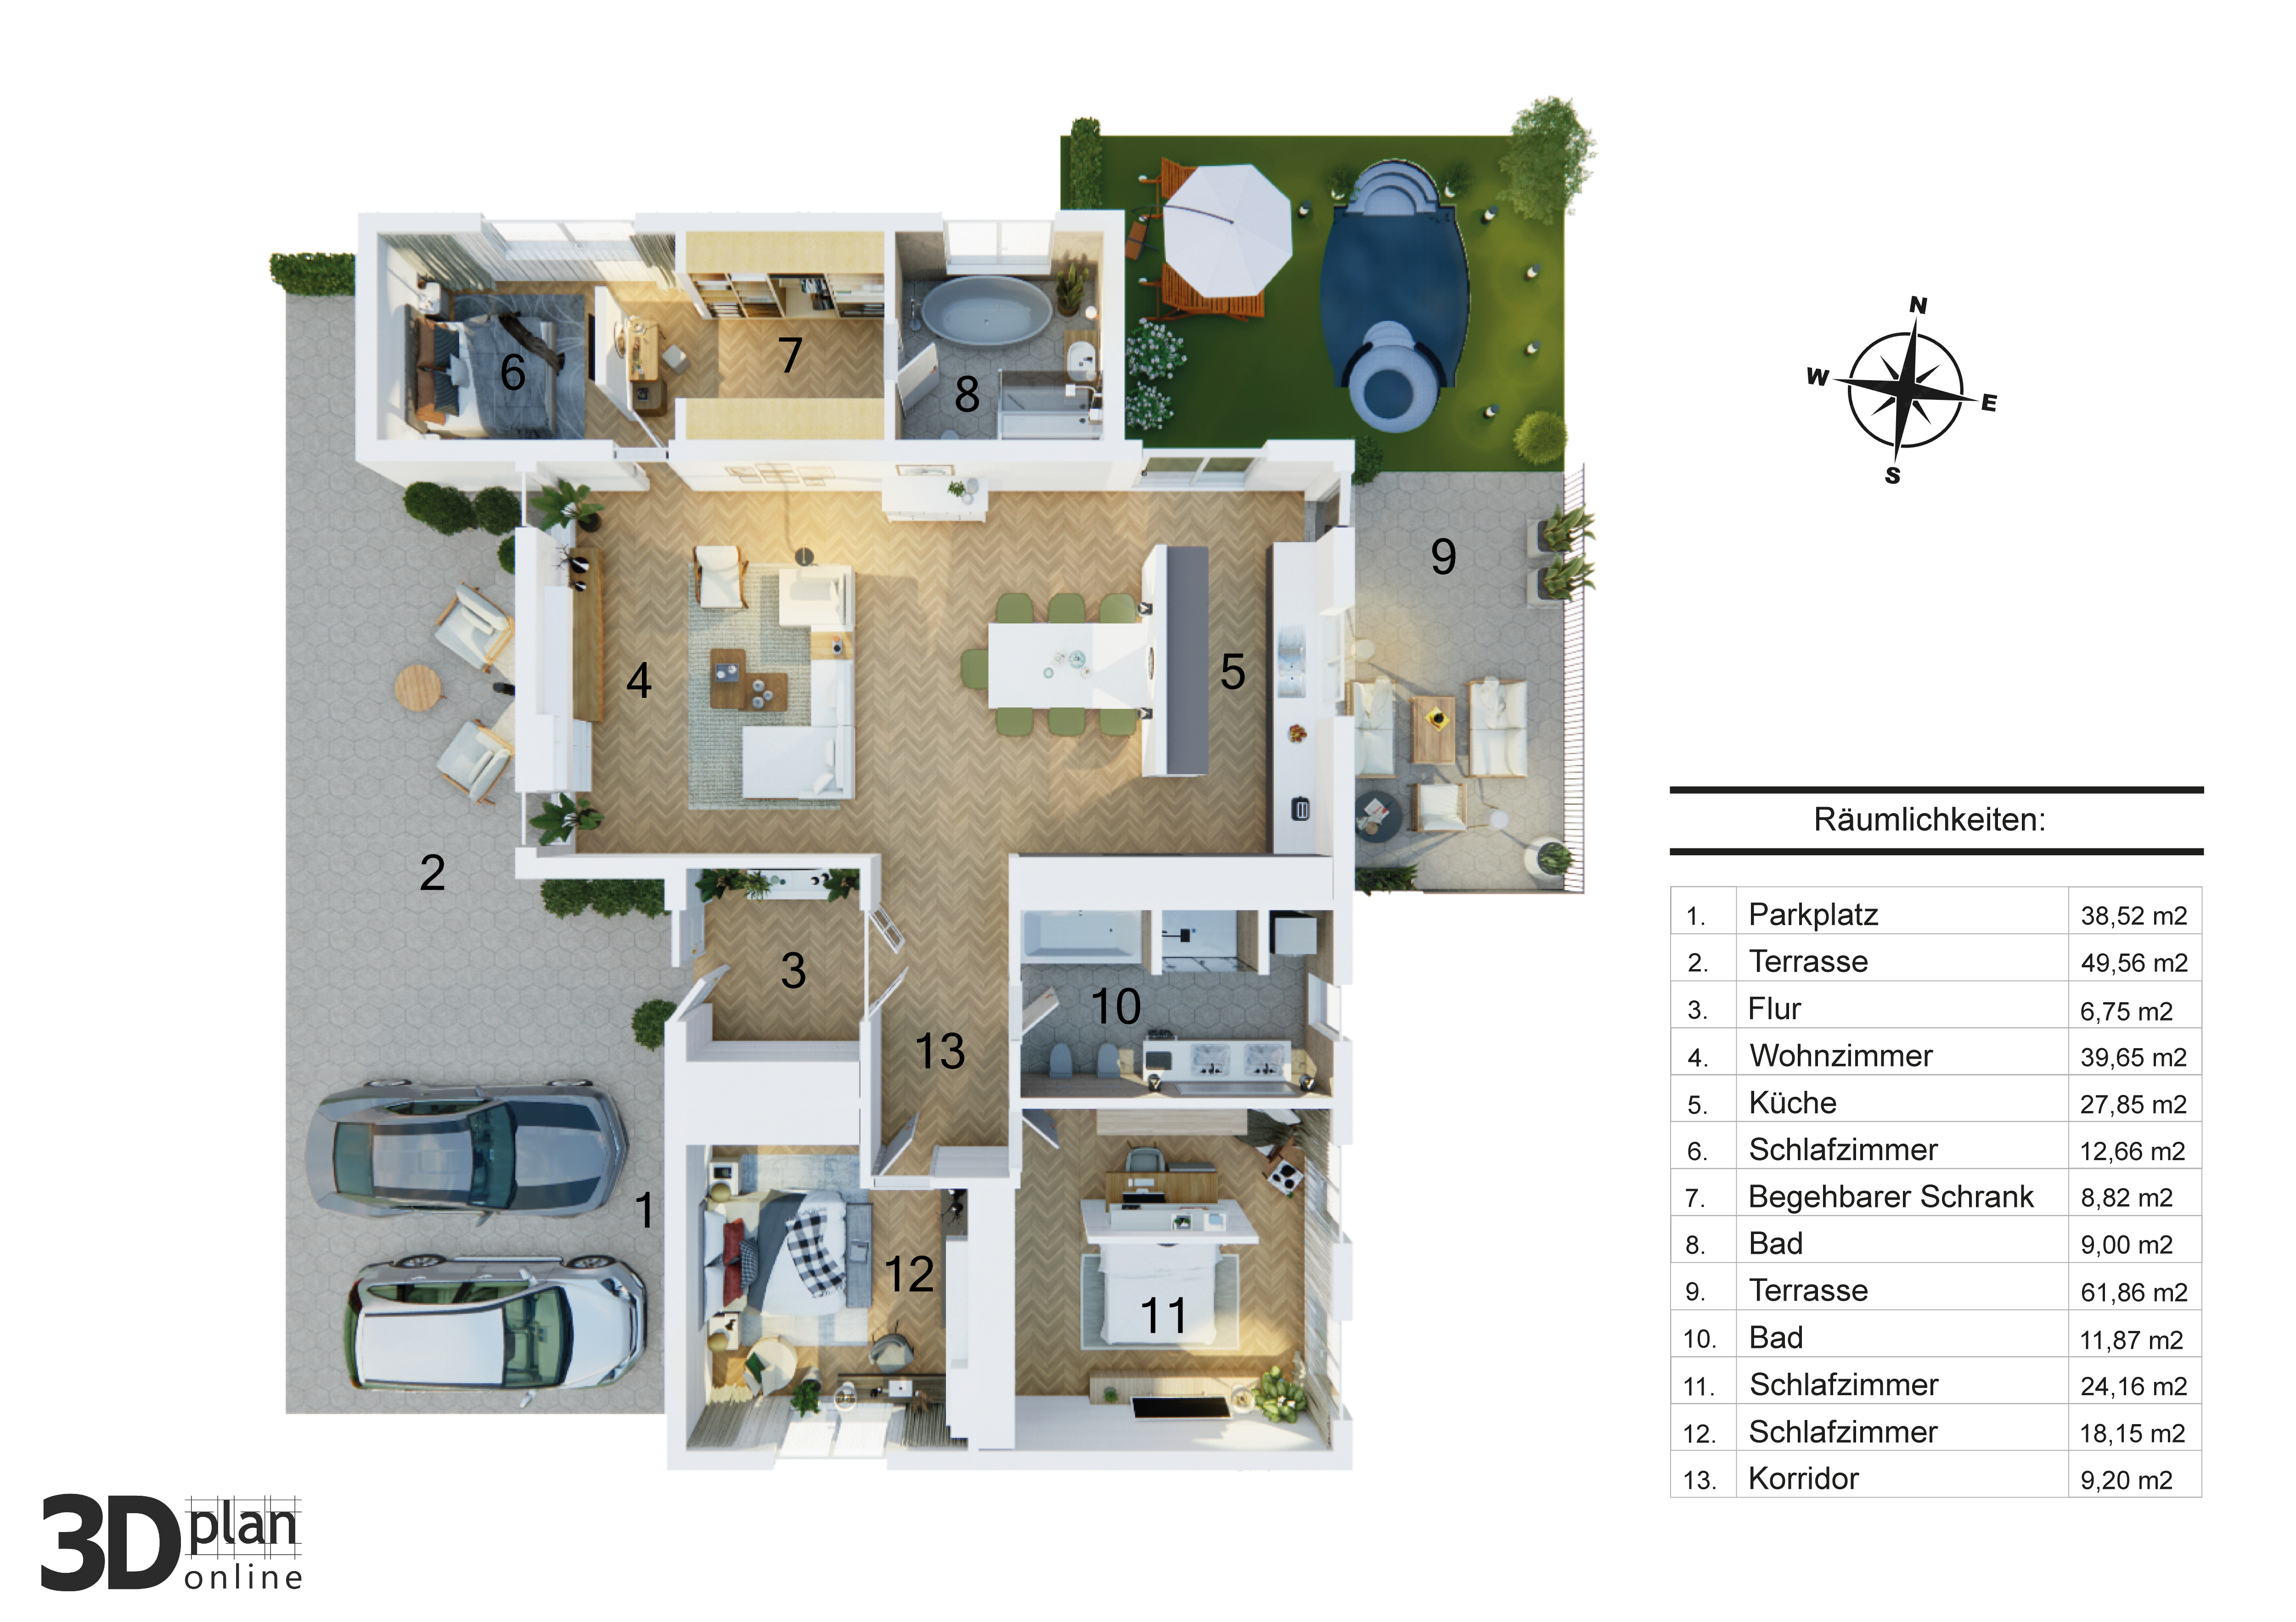 N
W
E
S
6
7
8
9
4
5
2
3
10
13
1
12
11
Räumlichkeiten:
1. Parkplatz 38,52 m2
2. Terrasse 49,56 m2
3. Flur 6,75 m2
4. Wohnzimmer 39,65 m2
5. Küche 27,85 m2
6. Schlafzimmer 12,66 m2
7. Begehbarer Schrank 8,82 m2
8. Bad 9,00 m2
9. Terrasse 61,86 m2
10. Bad 11,87 m2
11. Schlafzimmer 24,16 m2
12. Schlafzimmer 18,15 m2
13. Korridor 9,20 m2
3D plan
online